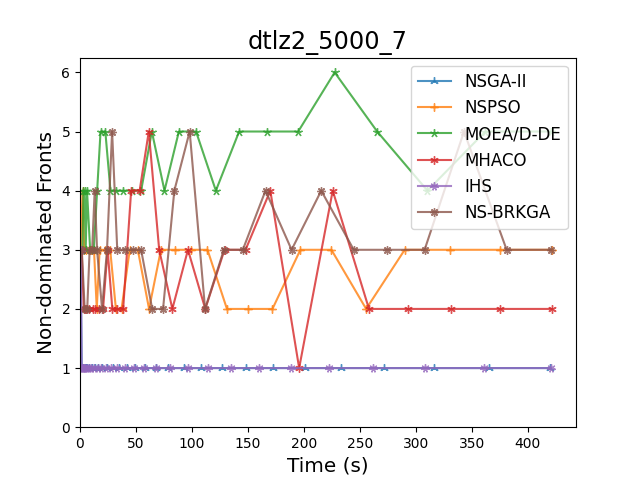 dtlz2_5000_7
Non-dominated Fronts
6
5
4
3
2
1
0
0
50
100
150
200
250
300
350
400
Time (s)
NSGA-II
NSPSO
MOEA/D-DE
MHACO
IHS
NS-BRKGA